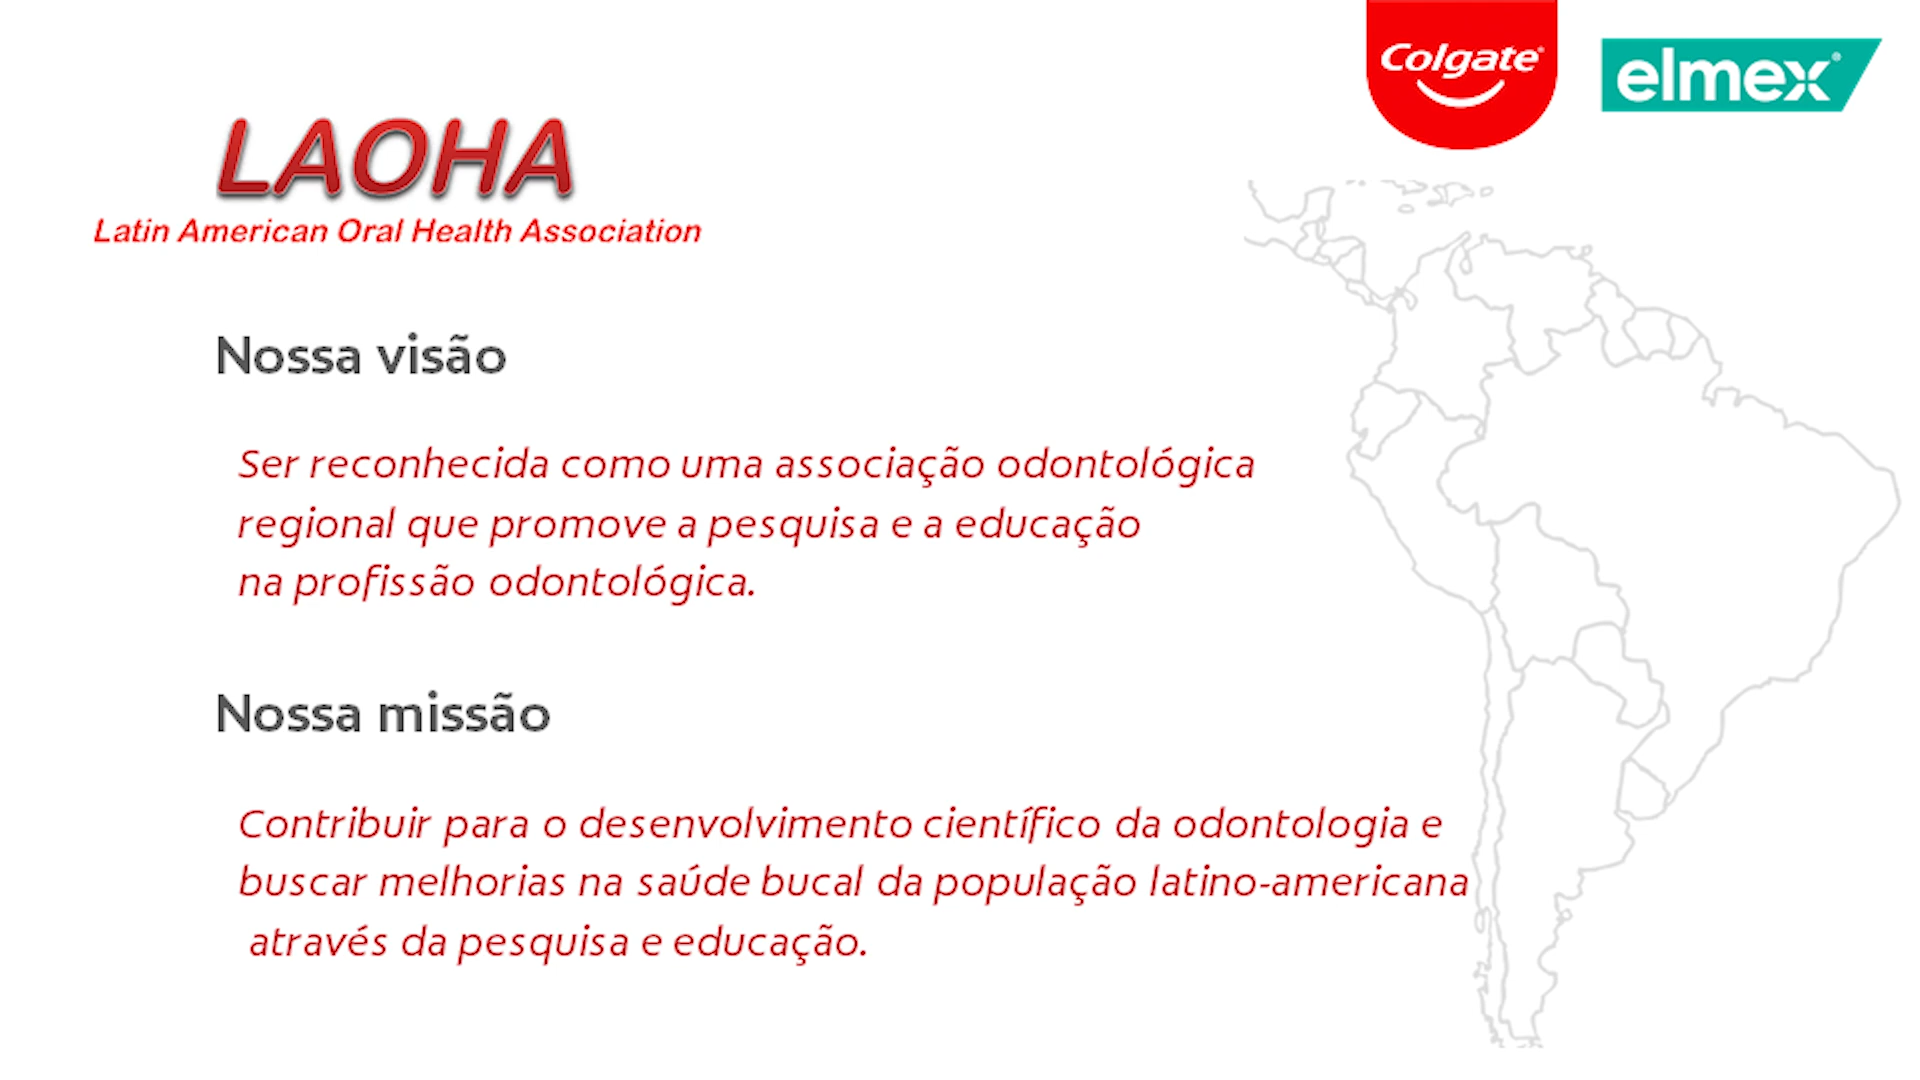 Colgate
elmex
LAOHA
Latin American Oral Health Association
Nossa visão
Ser reconhecida como uma associação odontológica
regional que promove a pesquisa e a educação
na profissão odontológica.
Nossa missão
Contribuir para o desenvolvimento científico da odontologia e
buscar melhorias na saúde bucal da população latino-americana
através da pesquisa e educação.